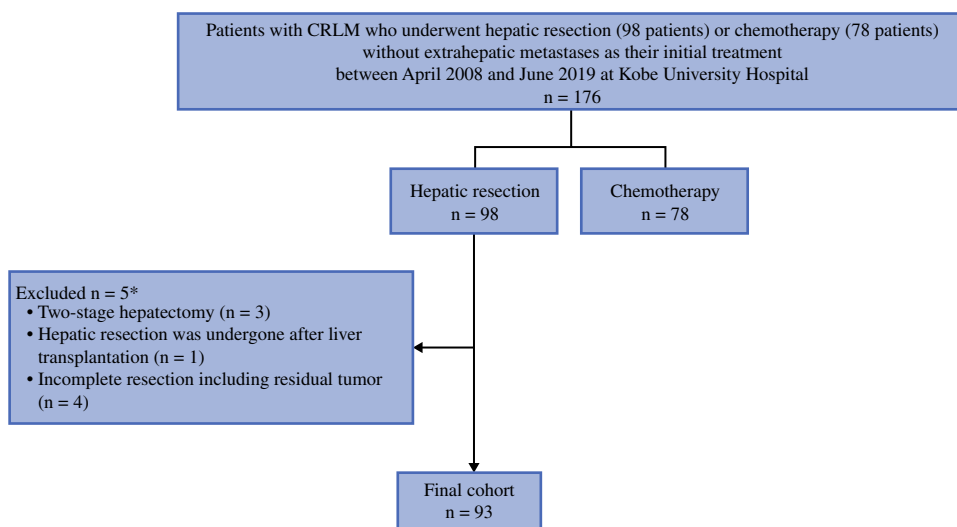 Patients with CRLM who underwent hepatic resection (98 patients) or chemotherapy (78 patients)
without extrahepatic metastases as their initial treatment
between April 2008 and June 2019 at Kobe University Hospital
n = 176
Hepatic resection
n = 98
Chemotherapy
n = 78
Excluded n = 5*
• Two-stage hepatectomy (n = 3)
• Hepatic resection was undergone after liver
transplantation (n = 1)
• Incomplete resection including residual tumor
(n = 4)
Final cohort
n = 93